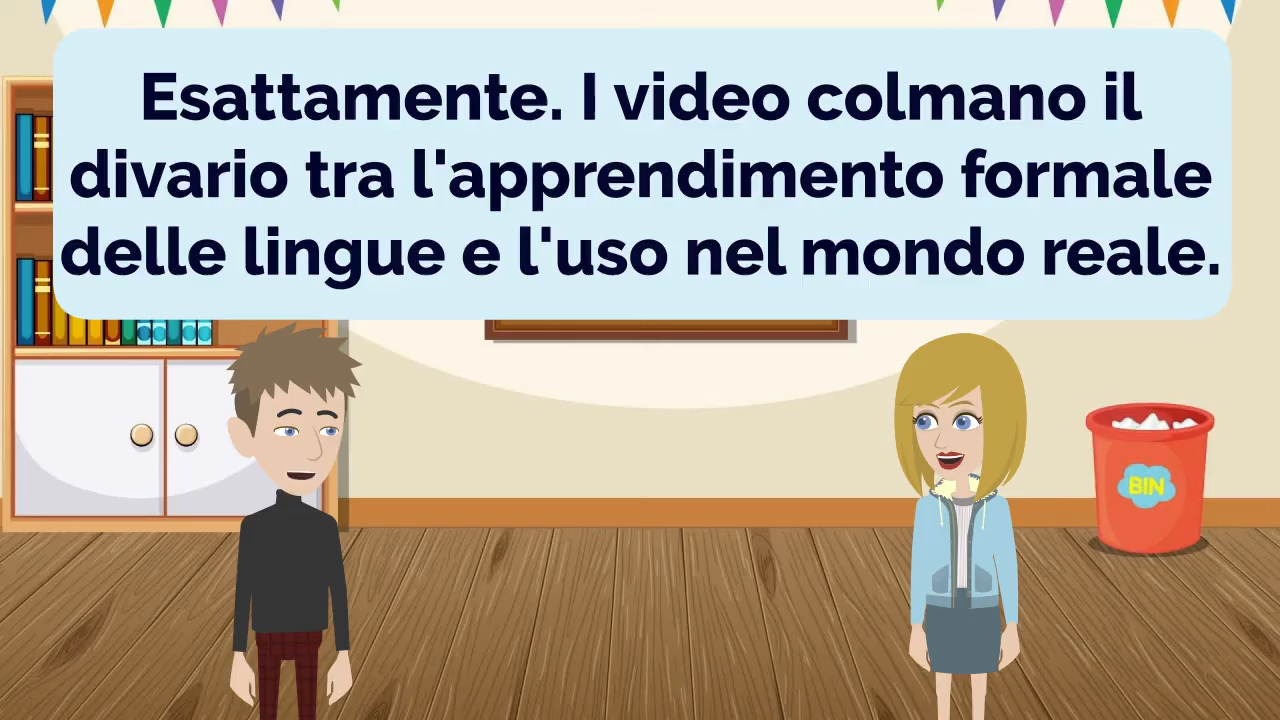 Esattamente. I video colmano il
divario tra l'apprendimento formale
delle lingue e l'uso nel mondo reale.
BIN